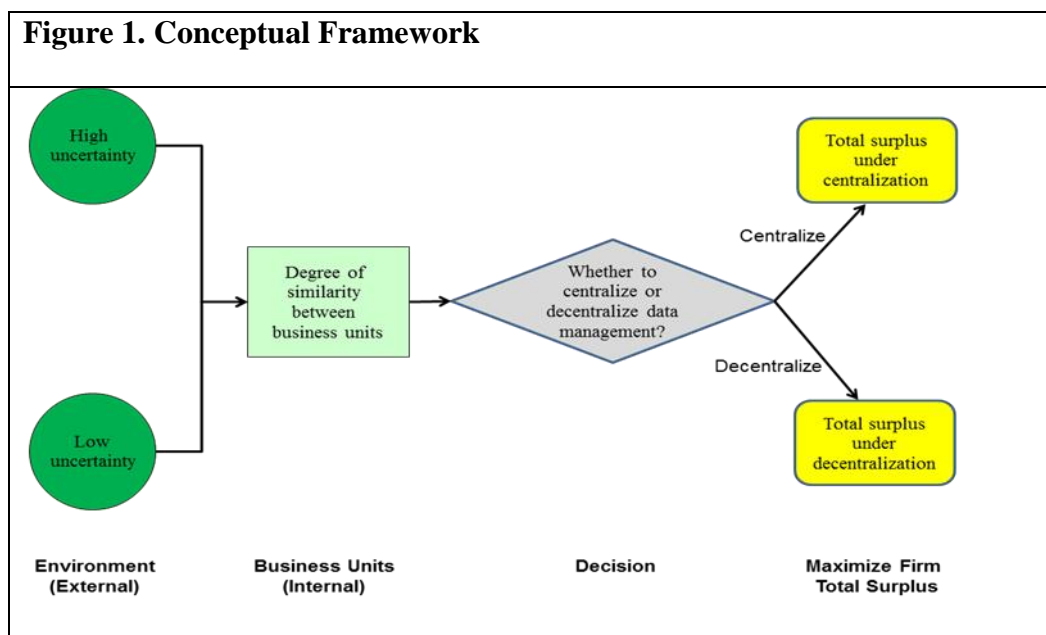 Figure 1. Conceptual Framework
High
uncertainty
Low
uncertainty
Degree of
similarity
between
business units
Whether to
centralize or
decentralize data
management?
Centralize
Decentralize
Total surplus
under
centralization
Total surplus
under
decentralization
Environment
(External)
Business Units
(Internal)
Decision
Maximize Firm
Total Surplus